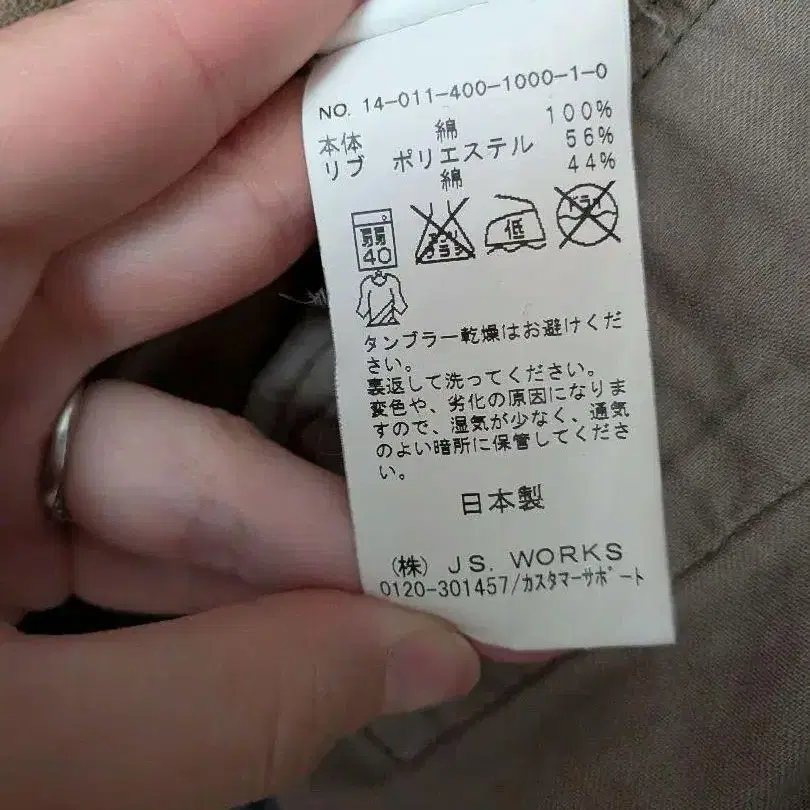 NO. 14-011-400-1000-1-0
本体 綿 100%
リブ ポリエステル 56%
綿 44%
弱 40 低 ドライ
タンブラー乾燥はお避けくだ
さい。
裏返して洗ってください。
変色や、劣化の原因になりま
すので、湿気が少なく、通気
のよい暗所に保管してくださ
い。
日本製
(株) JS. WORKS
0120-301457/カスタマーサポート